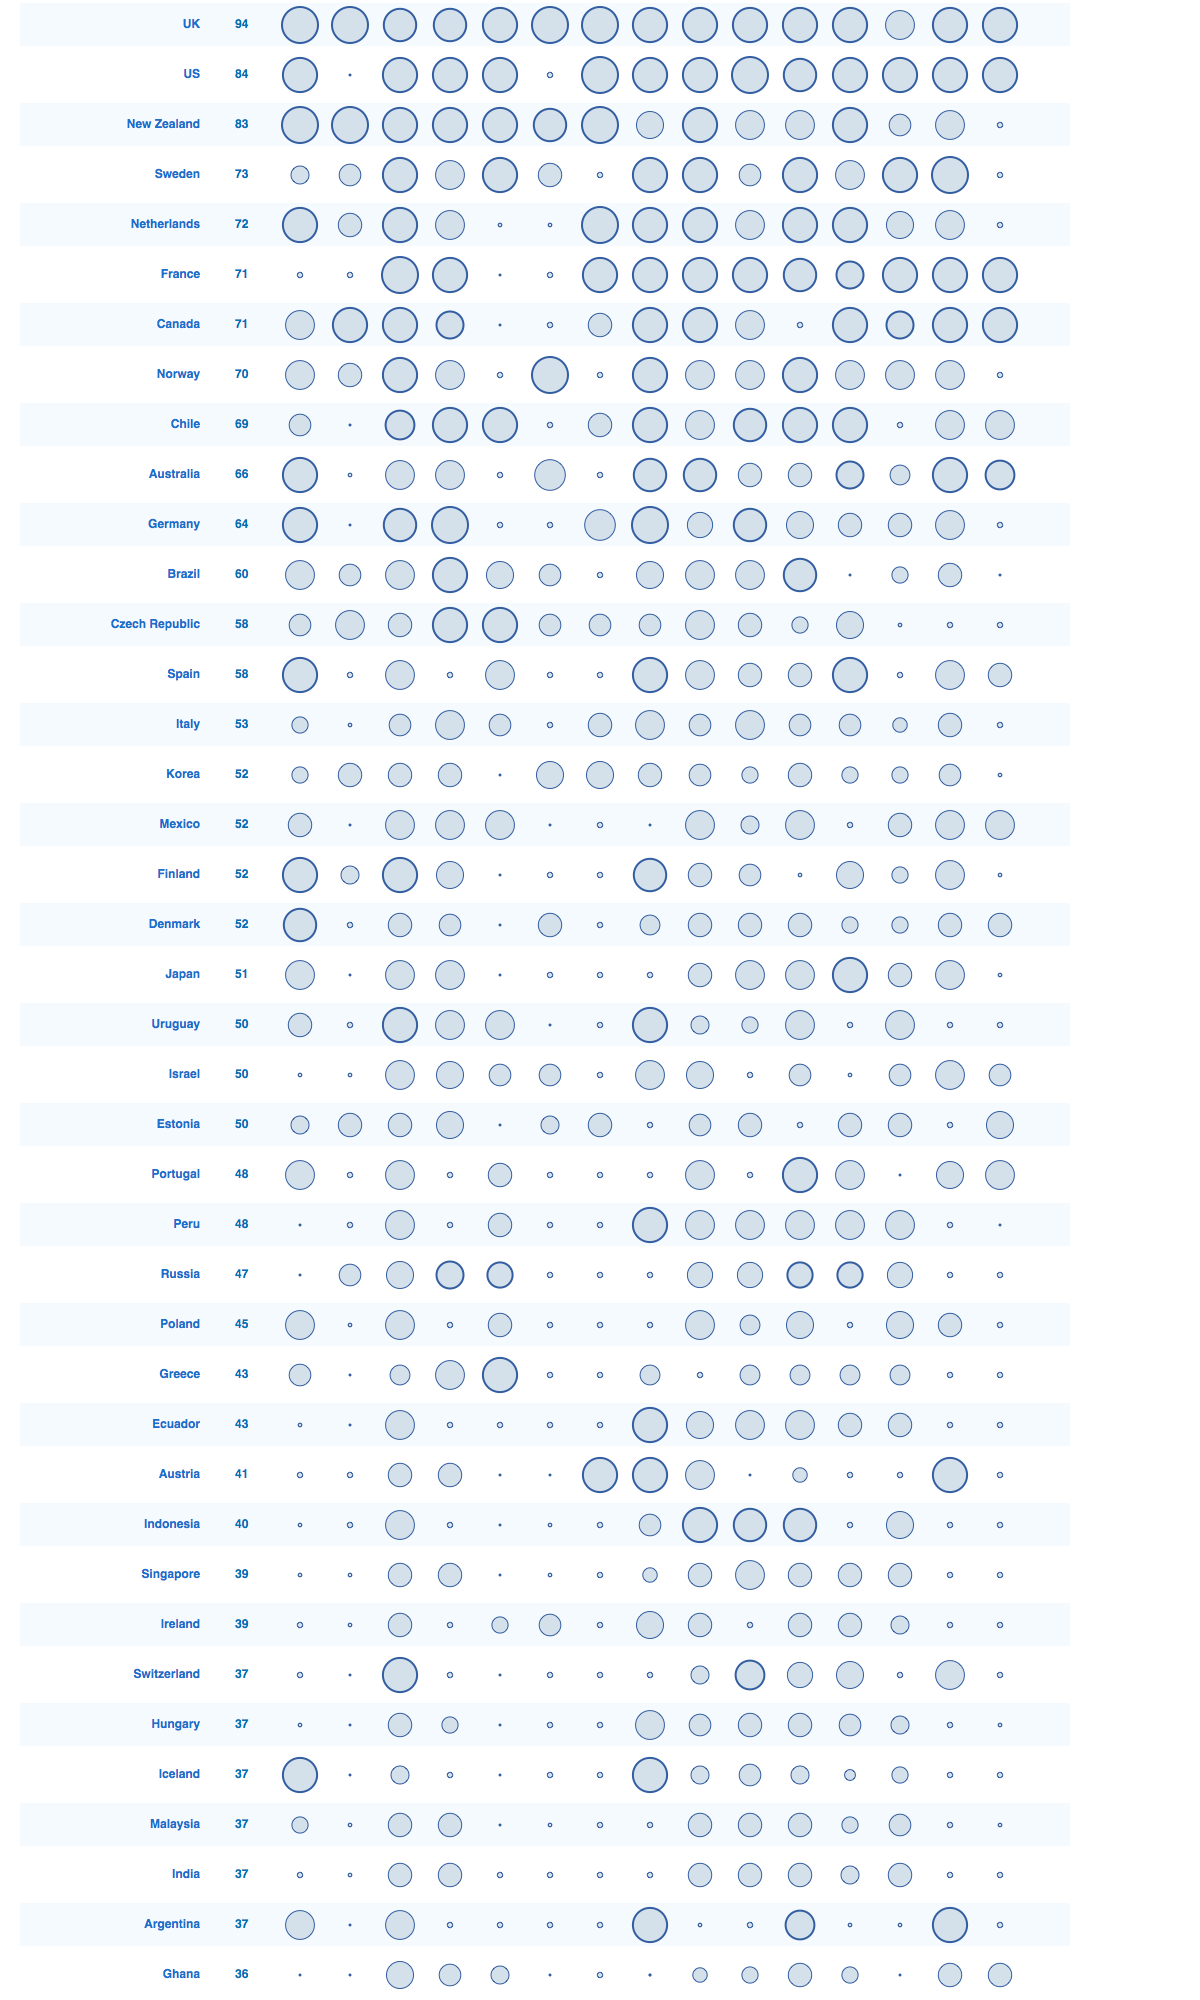 UK 94
US 84
New Zealand 83
Sweden 73
Netherlands 72
France 71
Canada 71
Norway 70
Chile 69
Australia 66
Germany 64
Brazil 60
Czech Republic 58
Spain 58
Italy 53
Korea 52
Mexico 52
Finland 52
Denmark 52
Japan 51
Uruguay 50
Israel 50
Estonia 50
Portugal 48
Peru 48
Russia 47
Poland 45
Greece 43
Ecuador 43
Austria 41
Indonesia 40
Singapore 39
Ireland 39
Switzerland 37
Hungary 37
Iceland 37
Malaysia 37
India 37
Argentina 37
Ghana 36